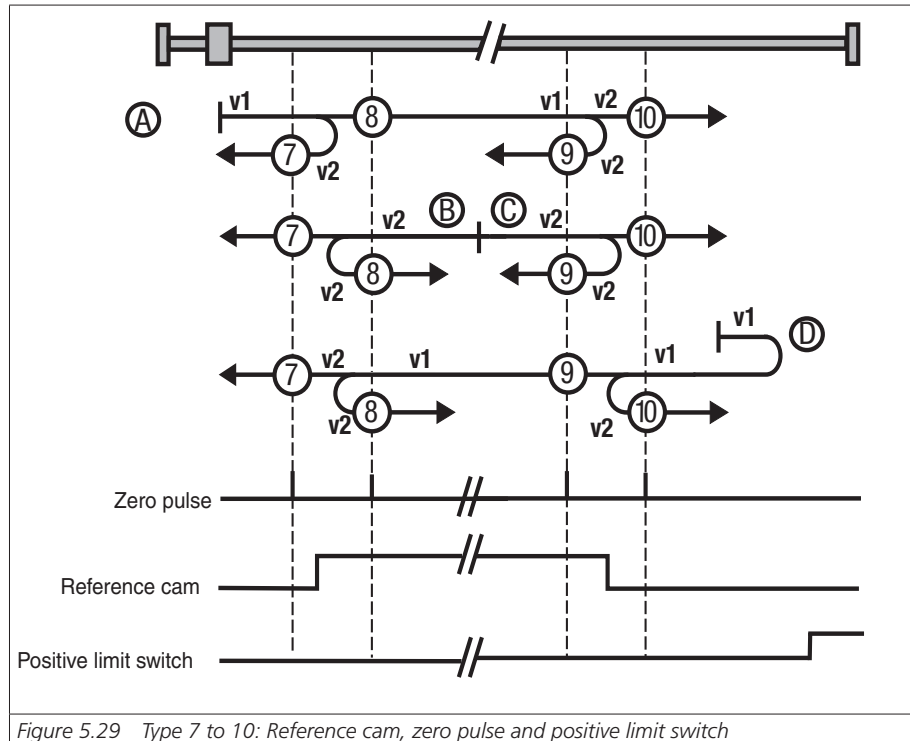 A v1 8 v1 v2 10
7 v2 9 v2
B C
7 v2 v2 10
v2 8 9 v2
v1 D
7 v2 v1 9 v1
v2 8 v2 10
Zero pulse
Reference cam
Positive limit switch
Figure 5.29 Type 7 to 10: Reference cam, zero pulse and positive limit switch